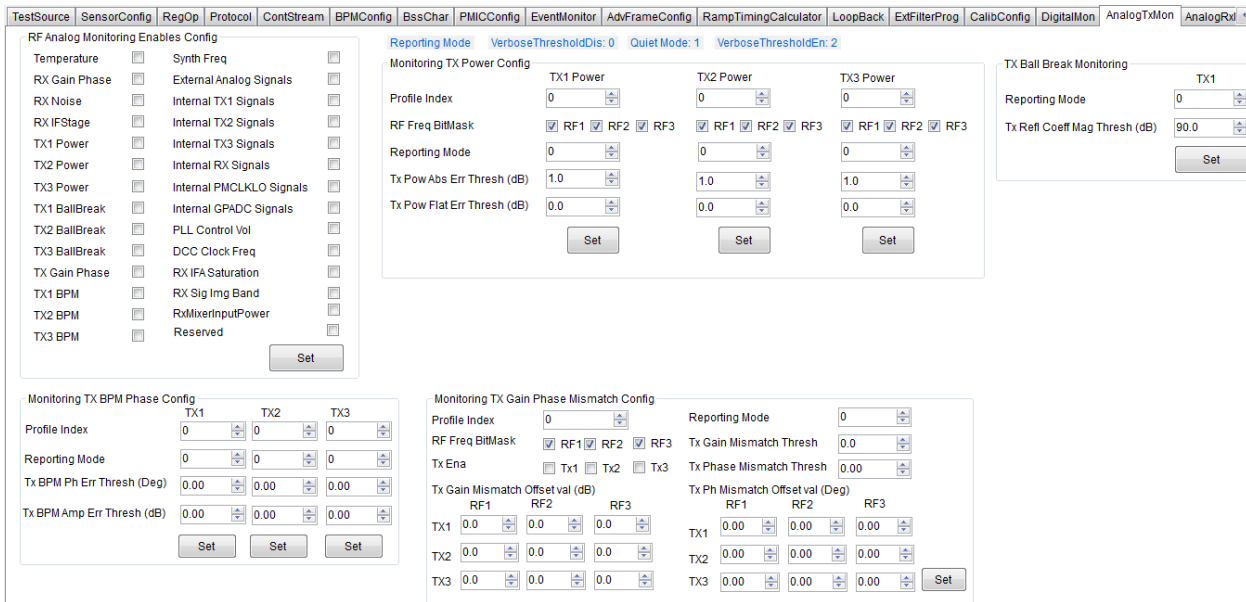 TestSource SensorConfig RegOp Protocol ContStream BPMConfig BssChar PMICConfig EventMonitor AdvFrameConfig RampTimingCalculator LoopBack ExtFilterProg CalibConfig DigitalMon AnalogTxMon AnalogRxl
RF Analog Monitoring Enables Config
Temperature Synth Freq
RX Gain Phase External Analog Signals
RX Noise Internal TX1 Signals
RX IFStage Internal TX2 Signals
TX1 Power Internal TX3 Signals
TX2 Power Internal RX Signals
TX3 Power Internal PMCLKLO Signals
TX1 BallBreak Internal GPADC Signals
TX2 BallBreak PLL Control Vol
TX3 BallBreak DCC Clock Freq
TX Gain Phase RX IFA Saturation
TX1 BPM RX Sig Img Band
TX2 BPM RxMixerInputPower
TX3 BPM Reserved
Set
Reporting Mode VerboseThresholdDis: 0 Quiet Mode: 1 VerboseThresholdEn: 2
Monitoring TX Power Config
TX1 Power TX2 Power TX3 Power
Profile Index 0 0 0
RF Freq BitMask RF1 RF2 RF3 RF1 RF2 RF3 RF1 RF2 RF3
Reporting Mode 0 0 0
Tx Pow Abs Err Thresh (dB) 1.0 1.0 1.0
Tx Pow Flat Err Thresh (dB) 0.0 0.0 0.0
Set Set Set
TX Ball Break Monitoring
TX1
Reporting Mode 0
Tx Refl Coeff Mag Thresh (dB) 90.0
Set
Monitoring TX BPM Phase Config
TX1 TX2 TX3
Profile Index 0 0 0
Reporting Mode 0 0 0
Tx BPM Ph Err Thresh (Deg) 0.00 0.00 0.00
Tx BPM Amp Err Thresh (dB) 0.00 0.00 0.00
Set Set Set
Monitoring TX Gain Phase Mismatch Config
Profile Index 0 Reporting Mode 0
RF Freq BitMask RF1 RF2 RF3 Tx Gain Mismatch Thresh 0.0
Tx Ena Tx1 Tx2 Tx3 Tx Phase Mismatch Thresh 0.00
Tx Gain Mismatch Offset val (dB) Tx Ph Mismatch Offset val (Deg)
RF1 RF2 RF3 RF1 RF2 RF3
TX1 0.0 0.0 0.0 TX1 0.00 0.00 0.00
TX2 0.0 0.0 0.0 TX2 0.00 0.00 0.00
TX3 0.0 0.0 0.0 TX3 0.00 0.00 0.00 Set